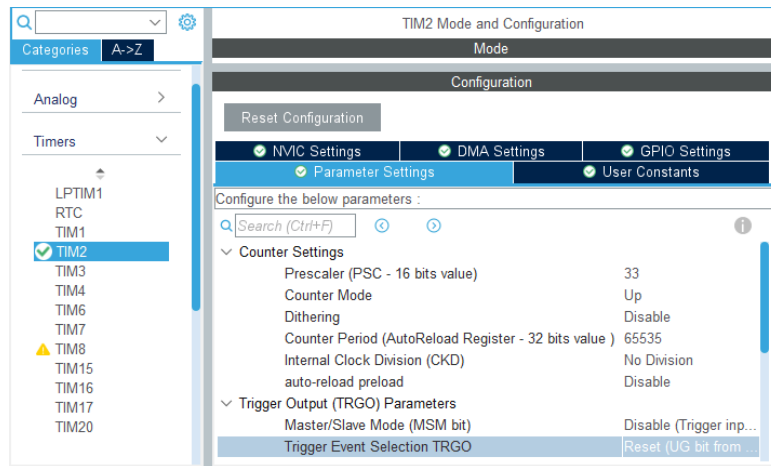 TIM2 Mode and Configuration
Categories A->Z
Mode
Configuration
Analog
Reset Configuration
Timers
NVIC Settings DMA Settings GPIO Settings
Parameter Settings User Constants
Configure the below parameters :
Search (Ctrl+F)
LPTIM1
RTC
TIM1
TIM2
TIM3
TIM4
TIM6
TIM7
TIM8
TIM15
TIM16
TIM17
TIM20
Counter Settings
Prescaler (PSC - 16 bits value) 33
Counter Mode Up
Dithering Disable
Counter Period (AutoReload Register - 32 bits value ) 65535
Internal Clock Division (CKD) No Division
auto-reload preload Disable
Trigger Output (TRGO) Parameters
Master/Slave Mode (MSM bit) Disable (Trigger inp...
Trigger Event Selection TRGO Reset (UG bit from ...